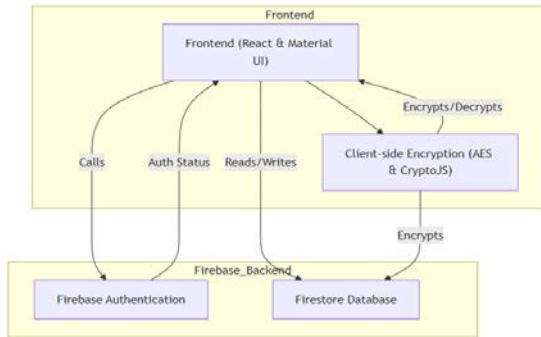 Frontend
Frontend (React & Material
UI)
Encrypts/Decrypts
Calls
Auth Status
Reads/Writes
Client-side Encryption (AES
& CryptoJS)
Encrypts
Firebase_Backend
Firebase Authentication
Firestore Database